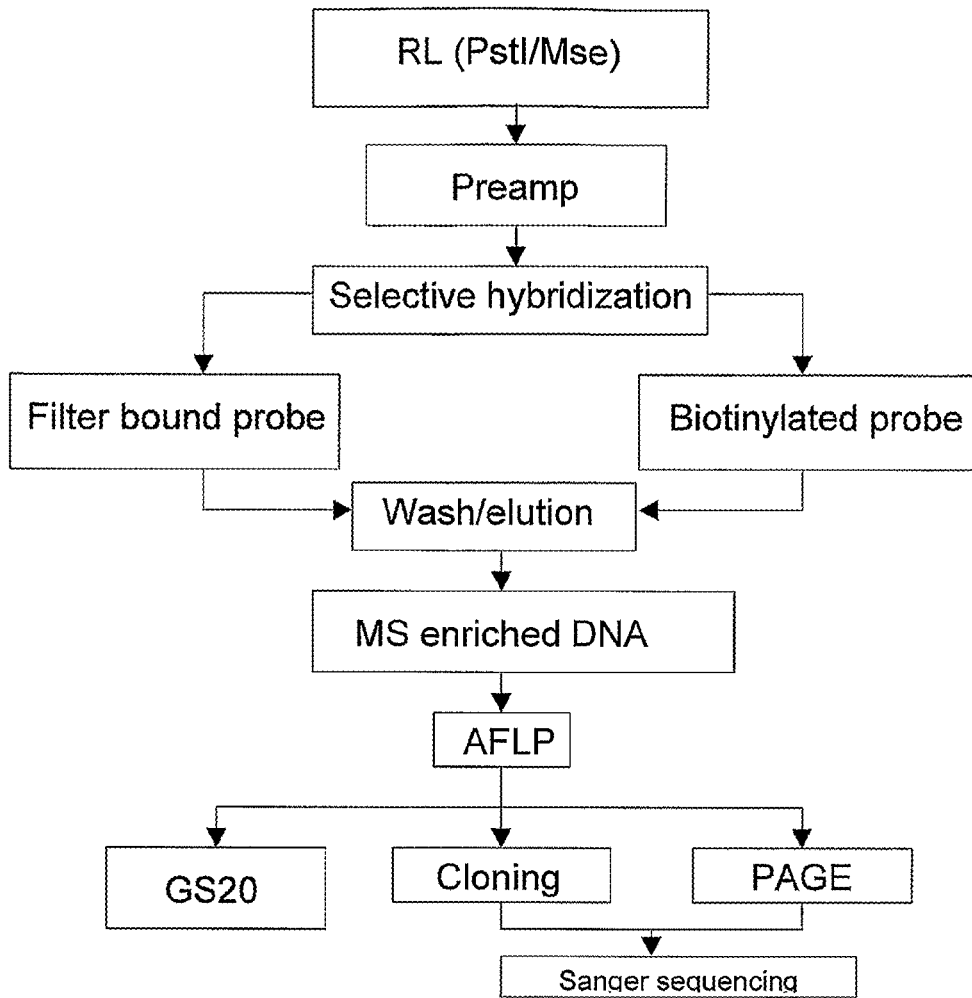 RL (PstI/Mse)
Preamp
Selective hybridization
Filter bound probe
Biotinylated probe
Wash/elution
MS enriched DNA
AFLP
GS20
Cloning
PAGE
Sanger sequencing